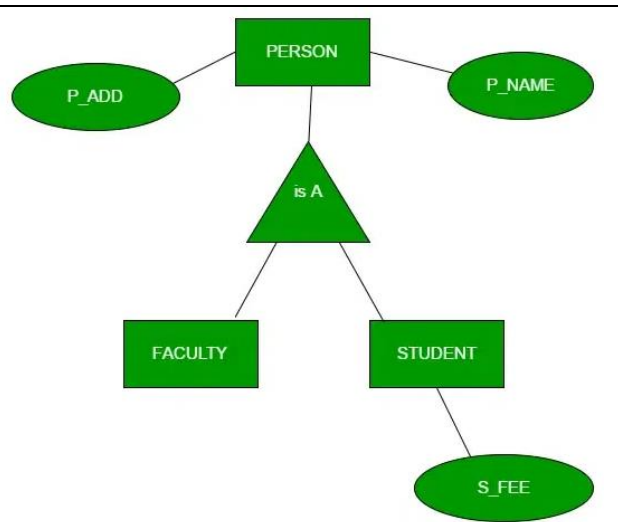 PERSON
P_ADD
P_NAME
is A
FACULTY
STUDENT
S_FEE